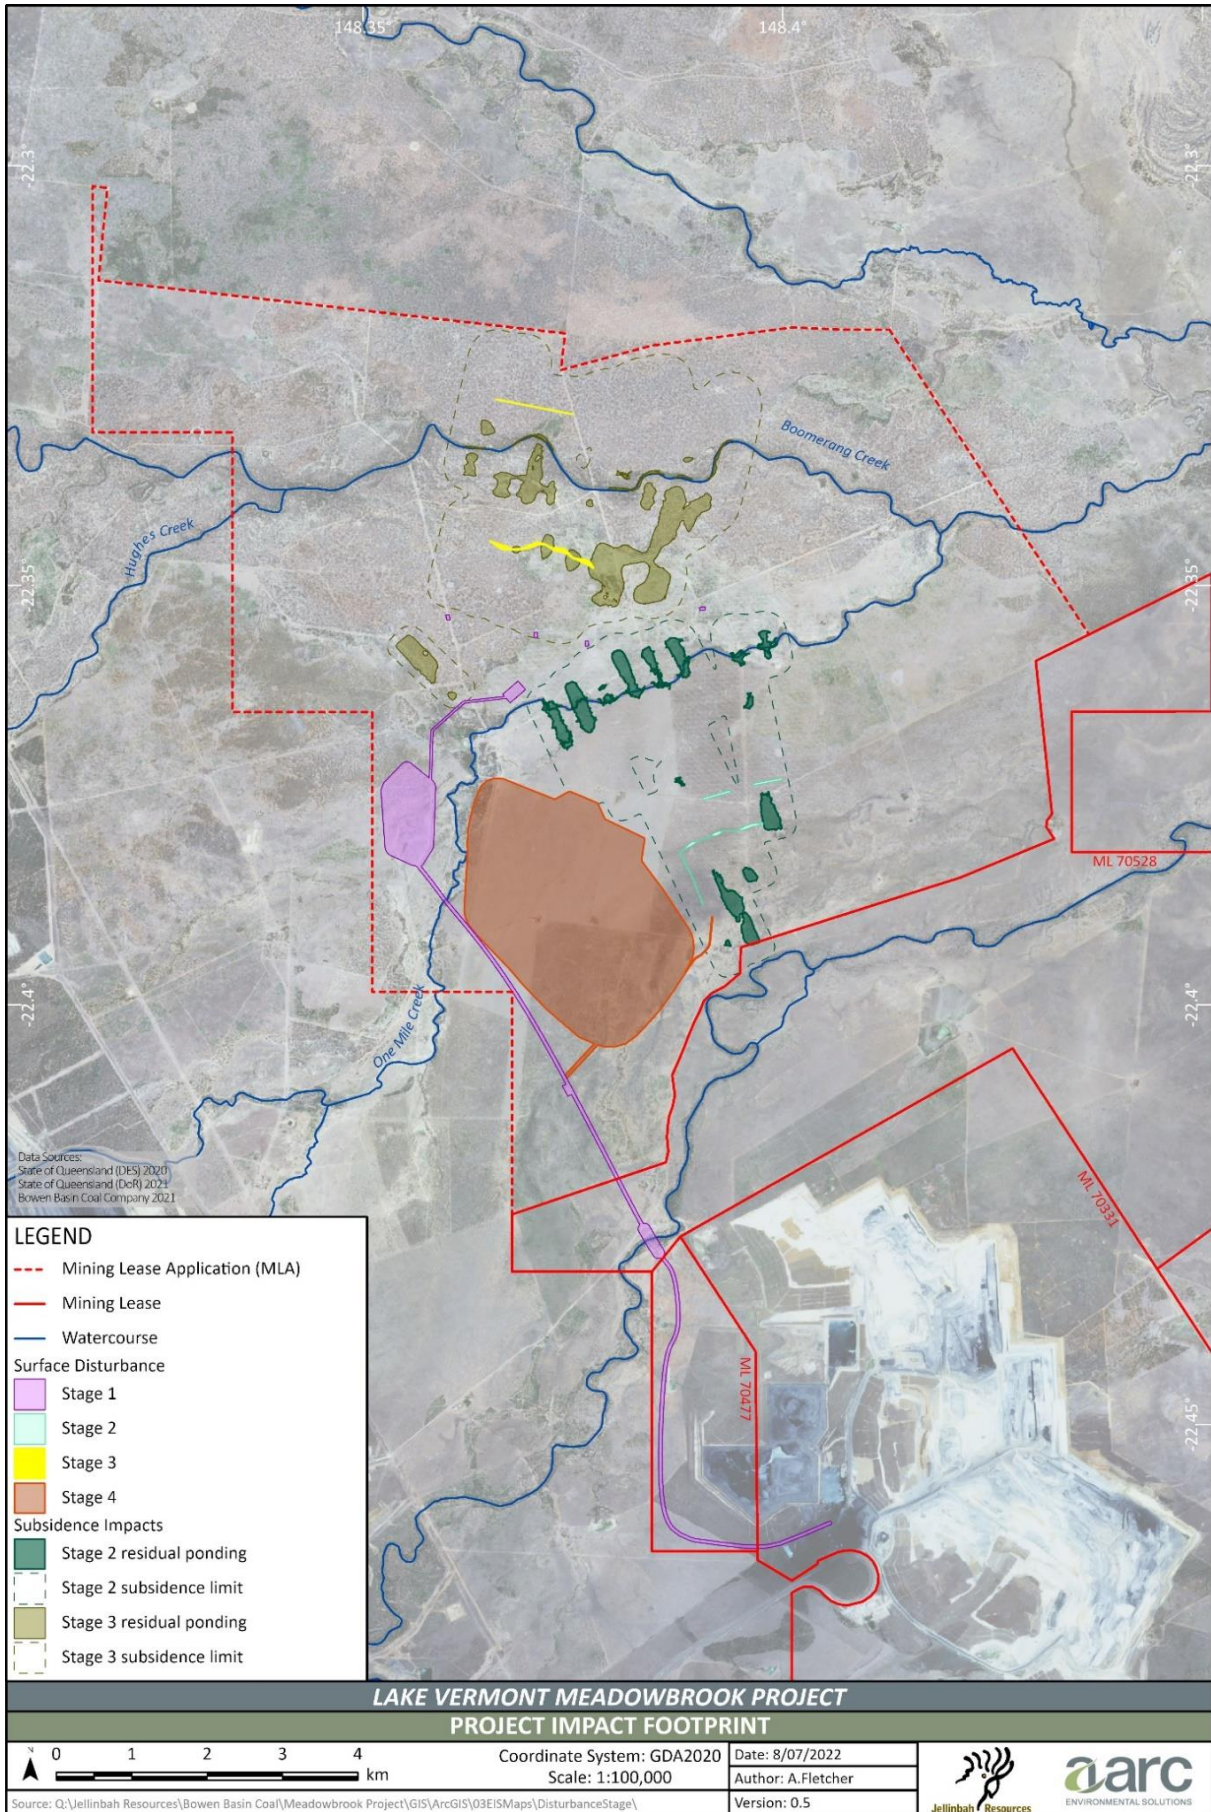 148.35°
148.4°
-22.3°
-22.3°
Boomerang Creek
Hughes Creek
-22.35°
-22.35°
ML 70528
-22.4°
-22.4°
One Mile Creek
Data Sources:
State of Queensland (DES) 2020
State of Queensland (DoR) 2021
Bowen Basin Coal Company 2021
ML 70331
ML 70477
-22.45°
LEGEND
Mining Lease Application (MLA)
Mining Lease
Watercourse
Surface Disturbance
Stage 1
Stage 2
Stage 3
Stage 4
Subsidence Impacts
Stage 2 residual ponding
Stage 2 subsidence limit
Stage 3 residual ponding
Stage 3 subsidence limit
LAKE VERMONT MEADOWBROOK PROJECT
PROJECT IMPACT FOOTPRINT
N
0 1 2 3 4
km
Coordinate System: GDA2020
Scale: 1:100,000
Date: 8/07/2022
Author: A.Fletcher
Version: 0.5
Source: Q:\Jellinbah Resources\Bowen Basin Coal\Meadowbrook Project\GIS\ArcGIS\03EISMaps\DisturbanceStage\
Jellinbah Resources
aarc
ENVIRONMENTAL SOLUTIONS